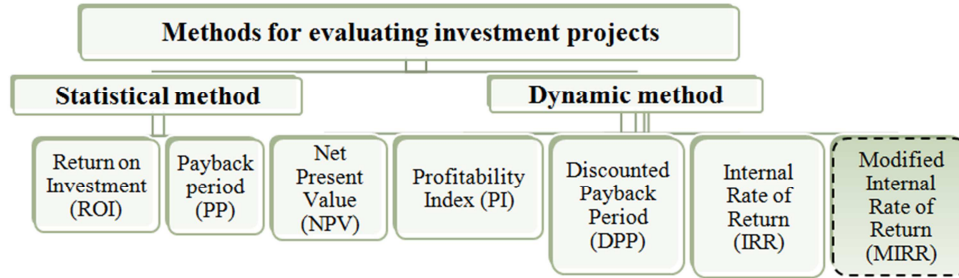 Methods for evaluating investment projects
Statistical method
Dynamic method
Return on
Investment
(ROI)
Payback
period
(PP)
Net
Present
Value
(NPV)
Profitability
Index (PI)
Discounted
Payback
Period
(DPP)
Internal
Rate of
Return
(IRR)
Modified
Internal
Rate of
Return
(MIRR)